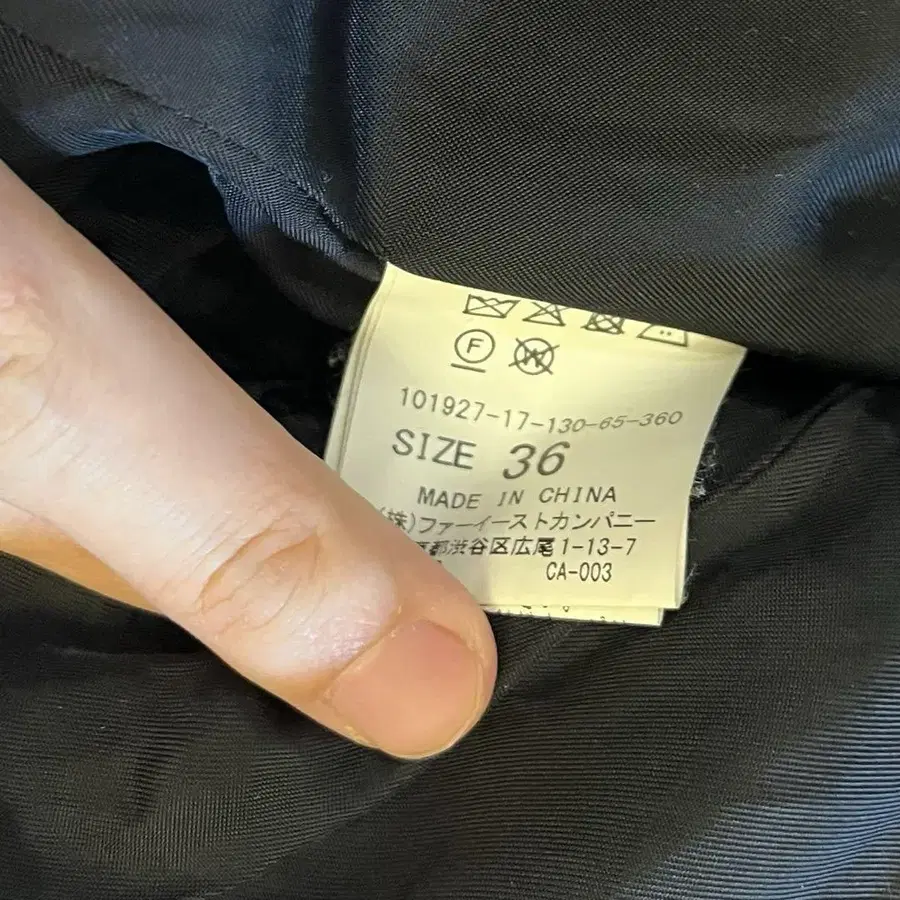 F W
101927-17-130-65-360
SIZE 36
MADE IN CHINA
(株)ファーイーストカンパニー
都渋谷区広尾1-13-7
CA-003